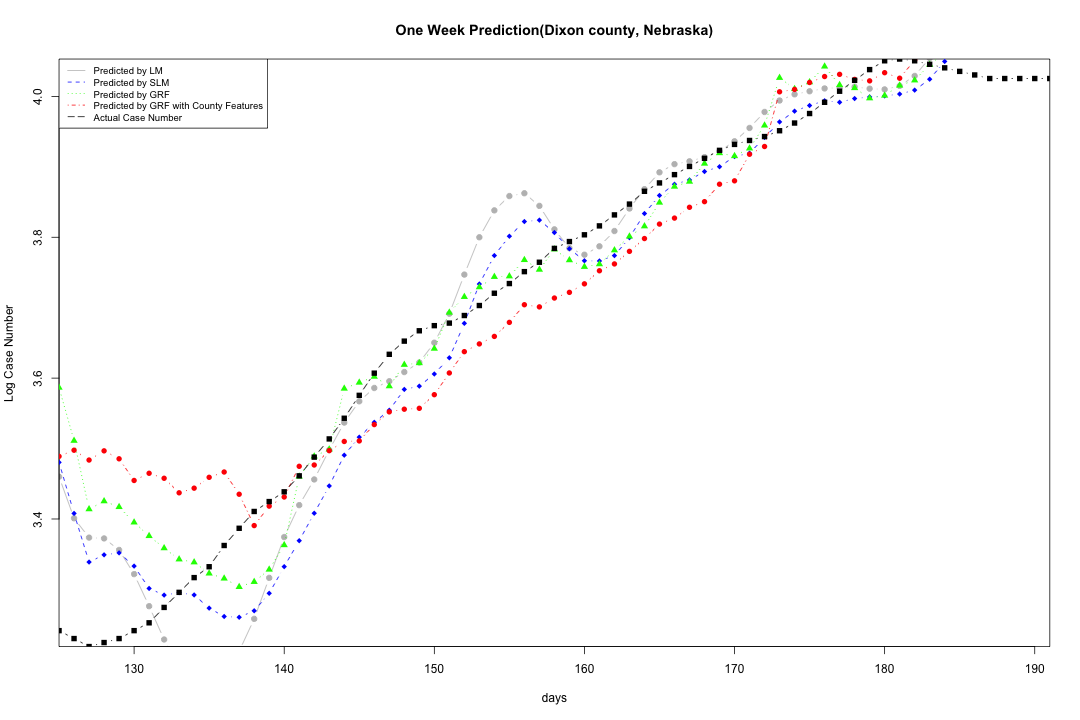 One Week Prediction(Dixon county, Nebraska)
Predicted by LM
Predicted by SLM
Predicted by GRF
Predicted by GRF with County Features
Actual Case Number
Log Case Number
4.0
3.8
3.6
3.4
130 140 150 160 170 180 190
days